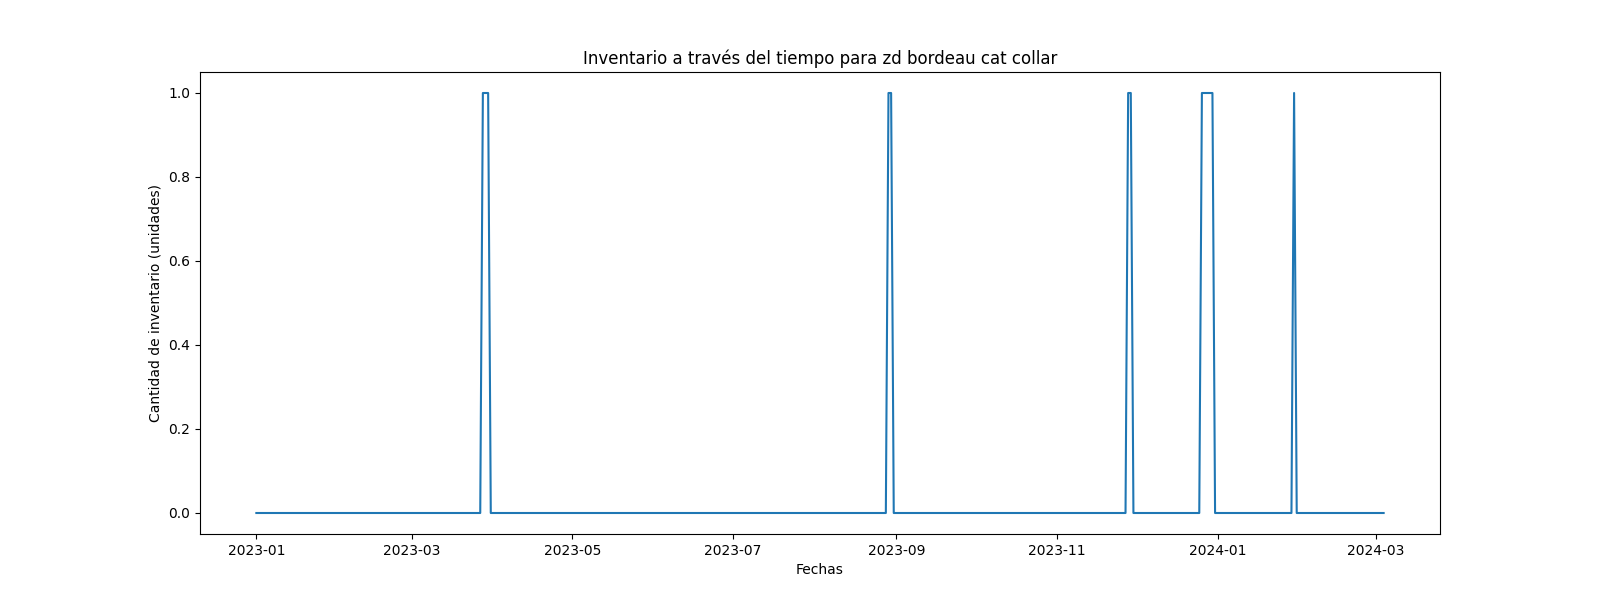 Inventario a través del tiempo para zd bordeau cat collar
Cantidad de inventario (unidades)
1.0
0.8
0.6
0.4
0.2
0.0
2023-01 2023-03 2023-05 2023-07 2023-09 2023-11 2024-01 2024-03
Fechas